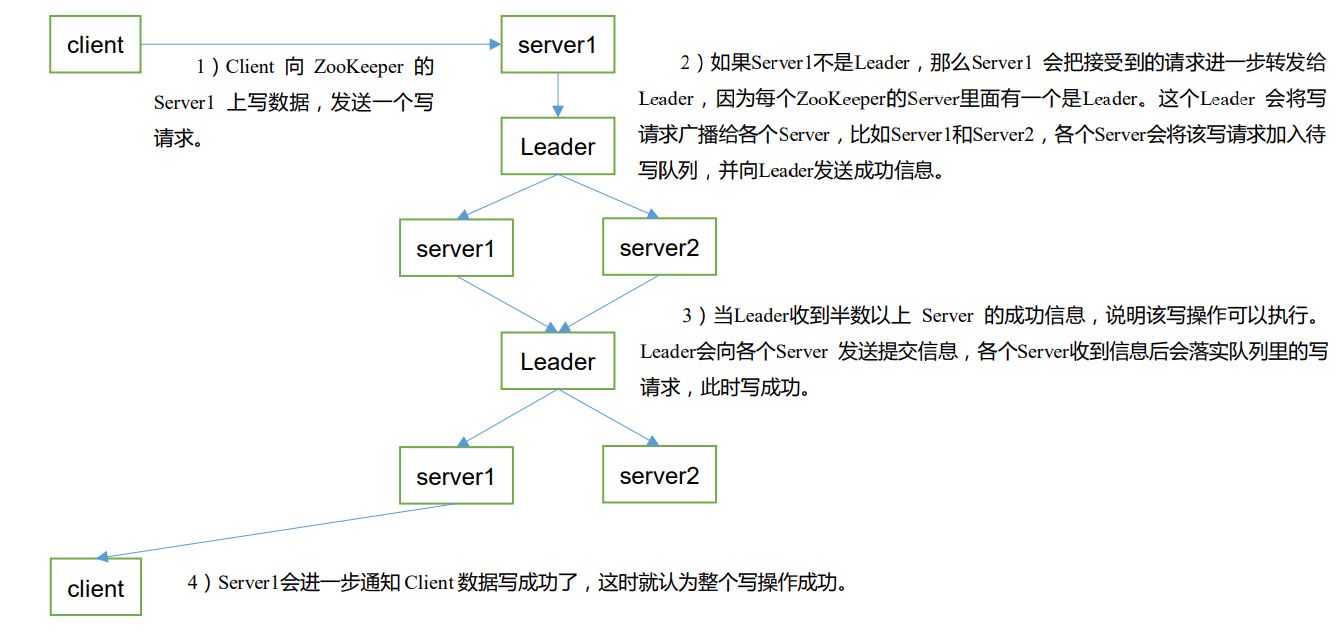 client
server1
1）Client 向 ZooKeeper 的
Server1 上写数据，发送一个写
请求。
2）如果Server1不是Leader，那么Server1 会把接受到的请求进一步转发给
Leader，因为每个ZooKeeper的Server里面有一个是Leader。这个Leader 会将写
请求广播给各个Server，比如Server1和Server2，各个Server会将该写请求加入待
写队列，并向Leader发送成功信息。
Leader
server1
server2
3）当Leader收到半数以上 Server 的成功信息，说明该写操作可以执行。
Leader会向各个Server 发送提交信息，各个Server收到信息后会落实队列里的写
请求，此时写成功。
Leader
server1
server2
client
4）Server1会进一步通知 Client 数据写成功了，这时就认为整个写操作成功。